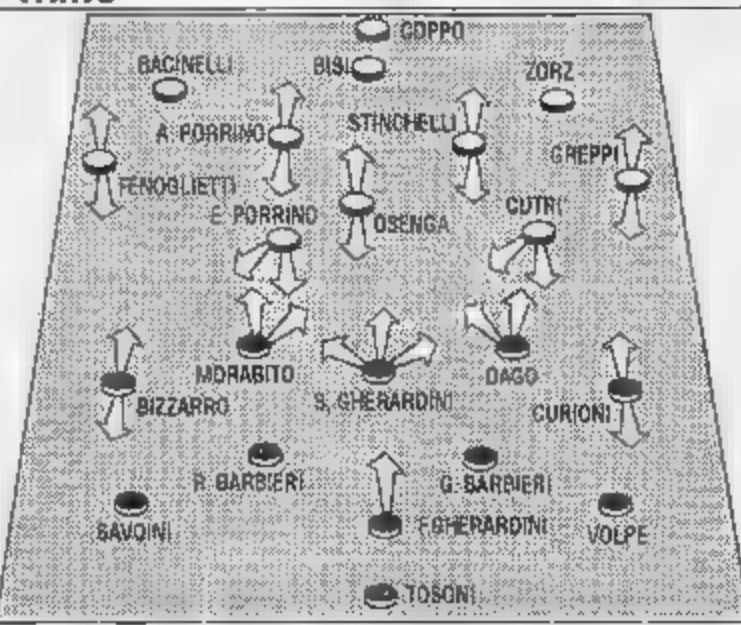 COPPO
BACINELLI
BISI
ZORZ
A. PORRINO
STINCHELLI
GREPPI
FENOGLIETTI
E. PORRINO
OSENGA
CUTRI'
MORABITO
S. GHERARDINI
DAGO
BIZZARRO
CURIONI
R. BARBIERI
G. BARBIERI
SAVOINI
F. GHERARDINI
VOLPE
TOSONI